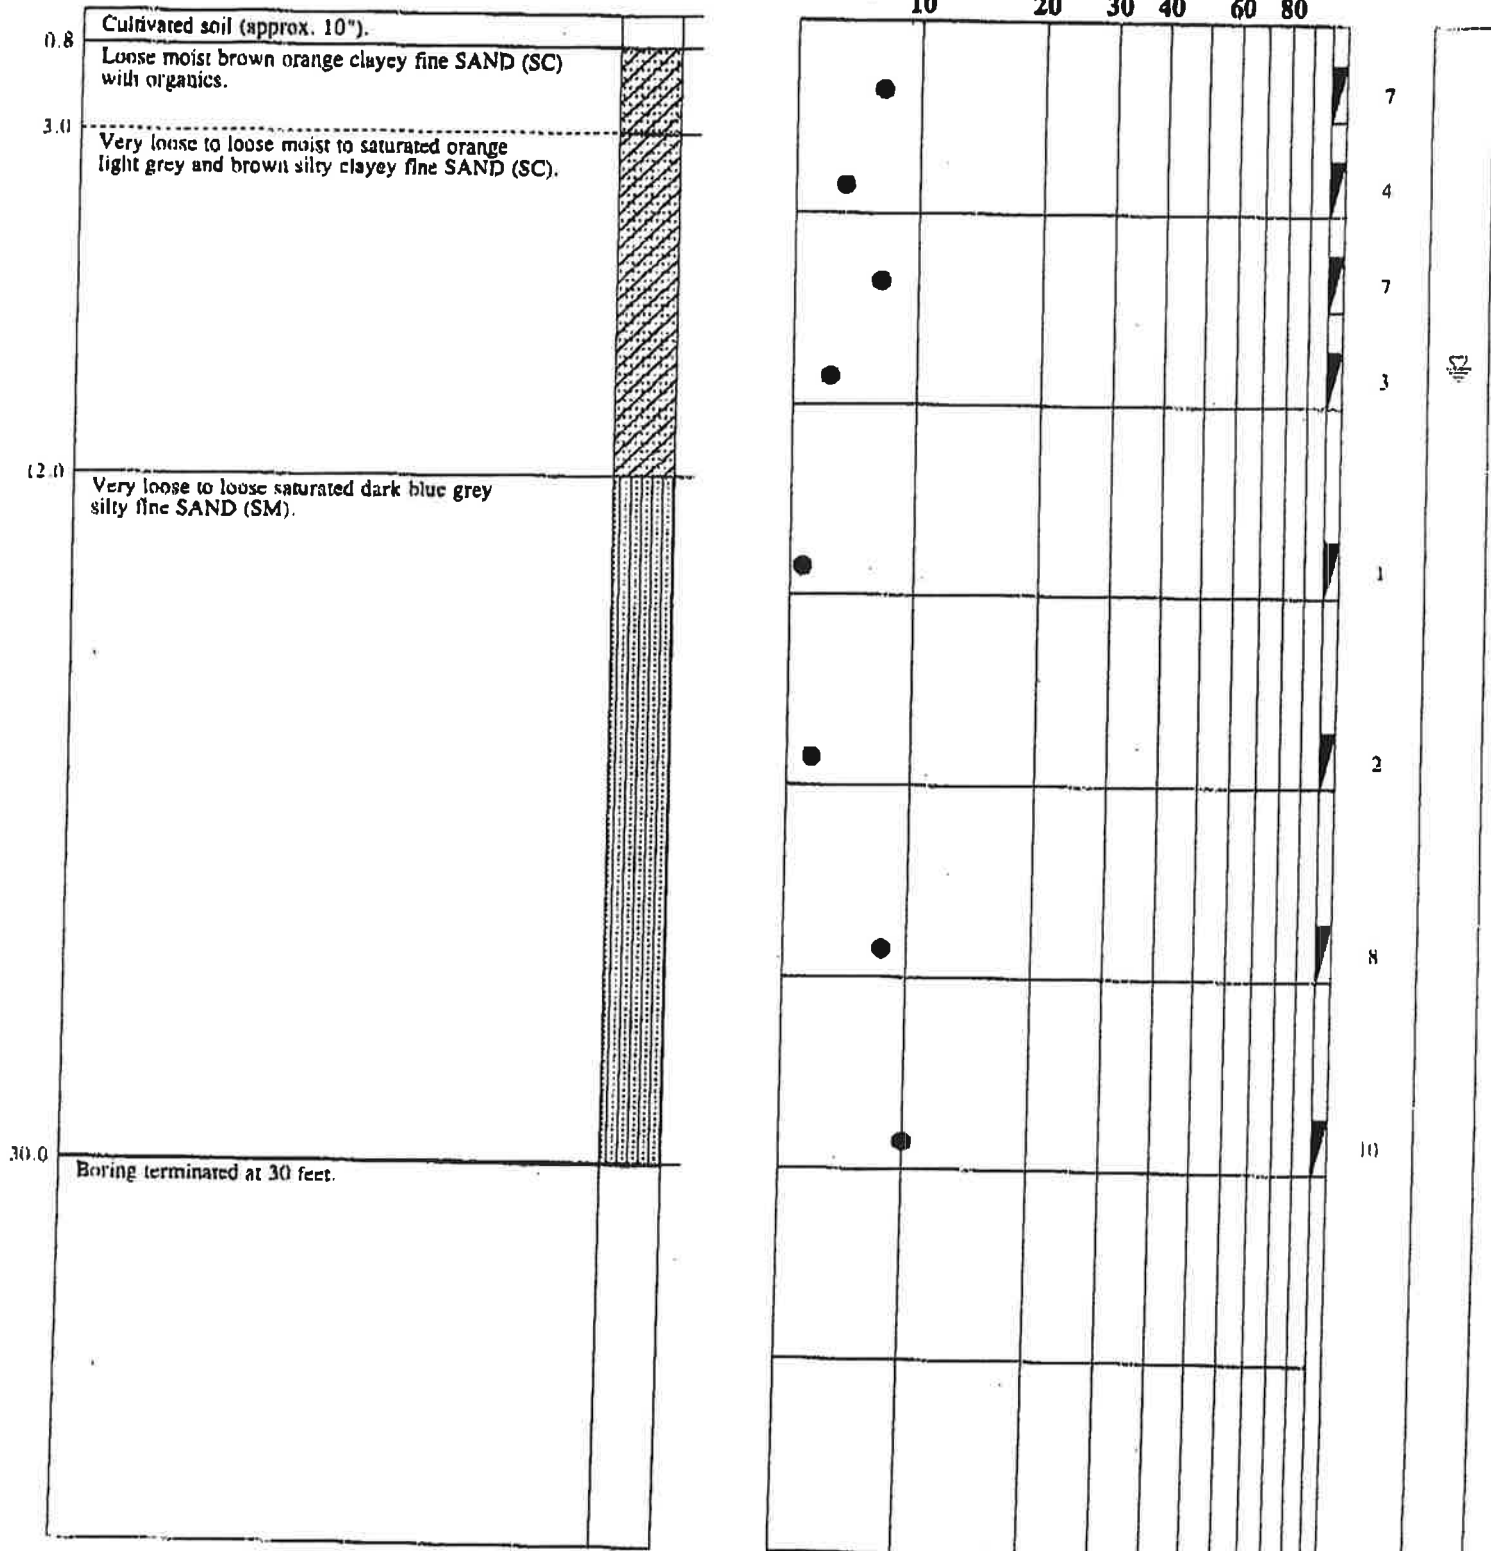 10 20 30 40 60 80
Cultivated soil (approx. 10").
0.8
Loose moist brown orange clayey fine SAND (SC)
with organics.
7
3.0
Very loose to loose moist to saturated orange
light grey and brown silty clayey fine SAND (SC).
4
7
3
12.0
Very loose to loose saturated dark blue grey
silty fine SAND (SM).
1
2
8
10
30.0
Boring terminated at 30 feet.